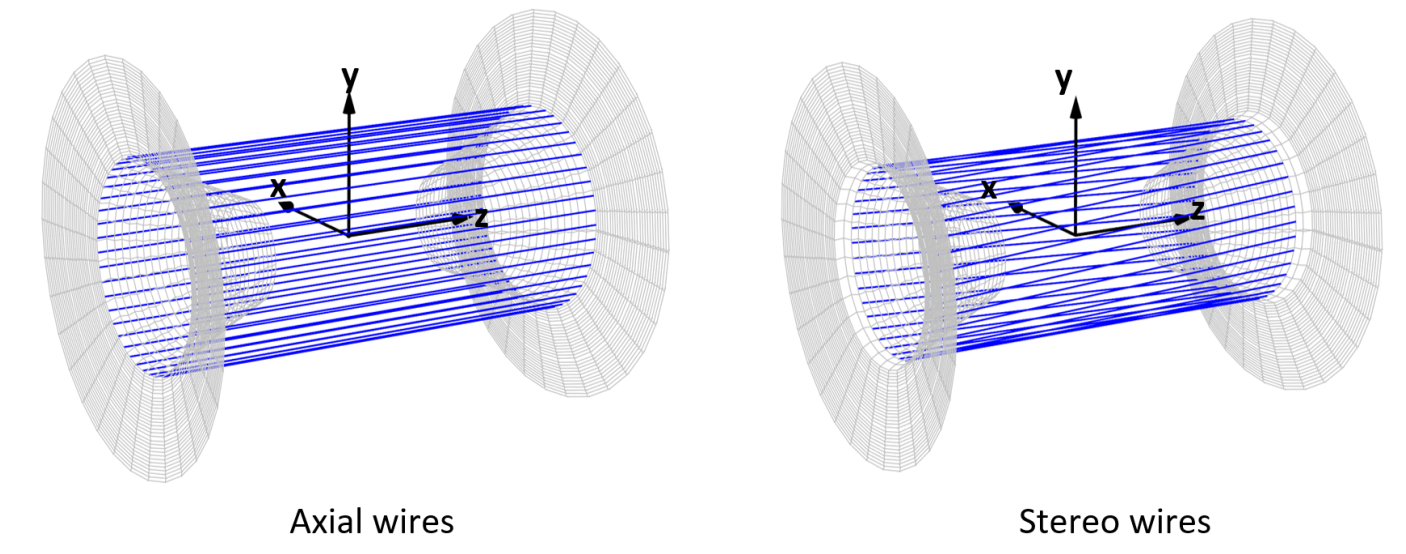 y
x
z
y
x
z
Axial wires
Stereo wires